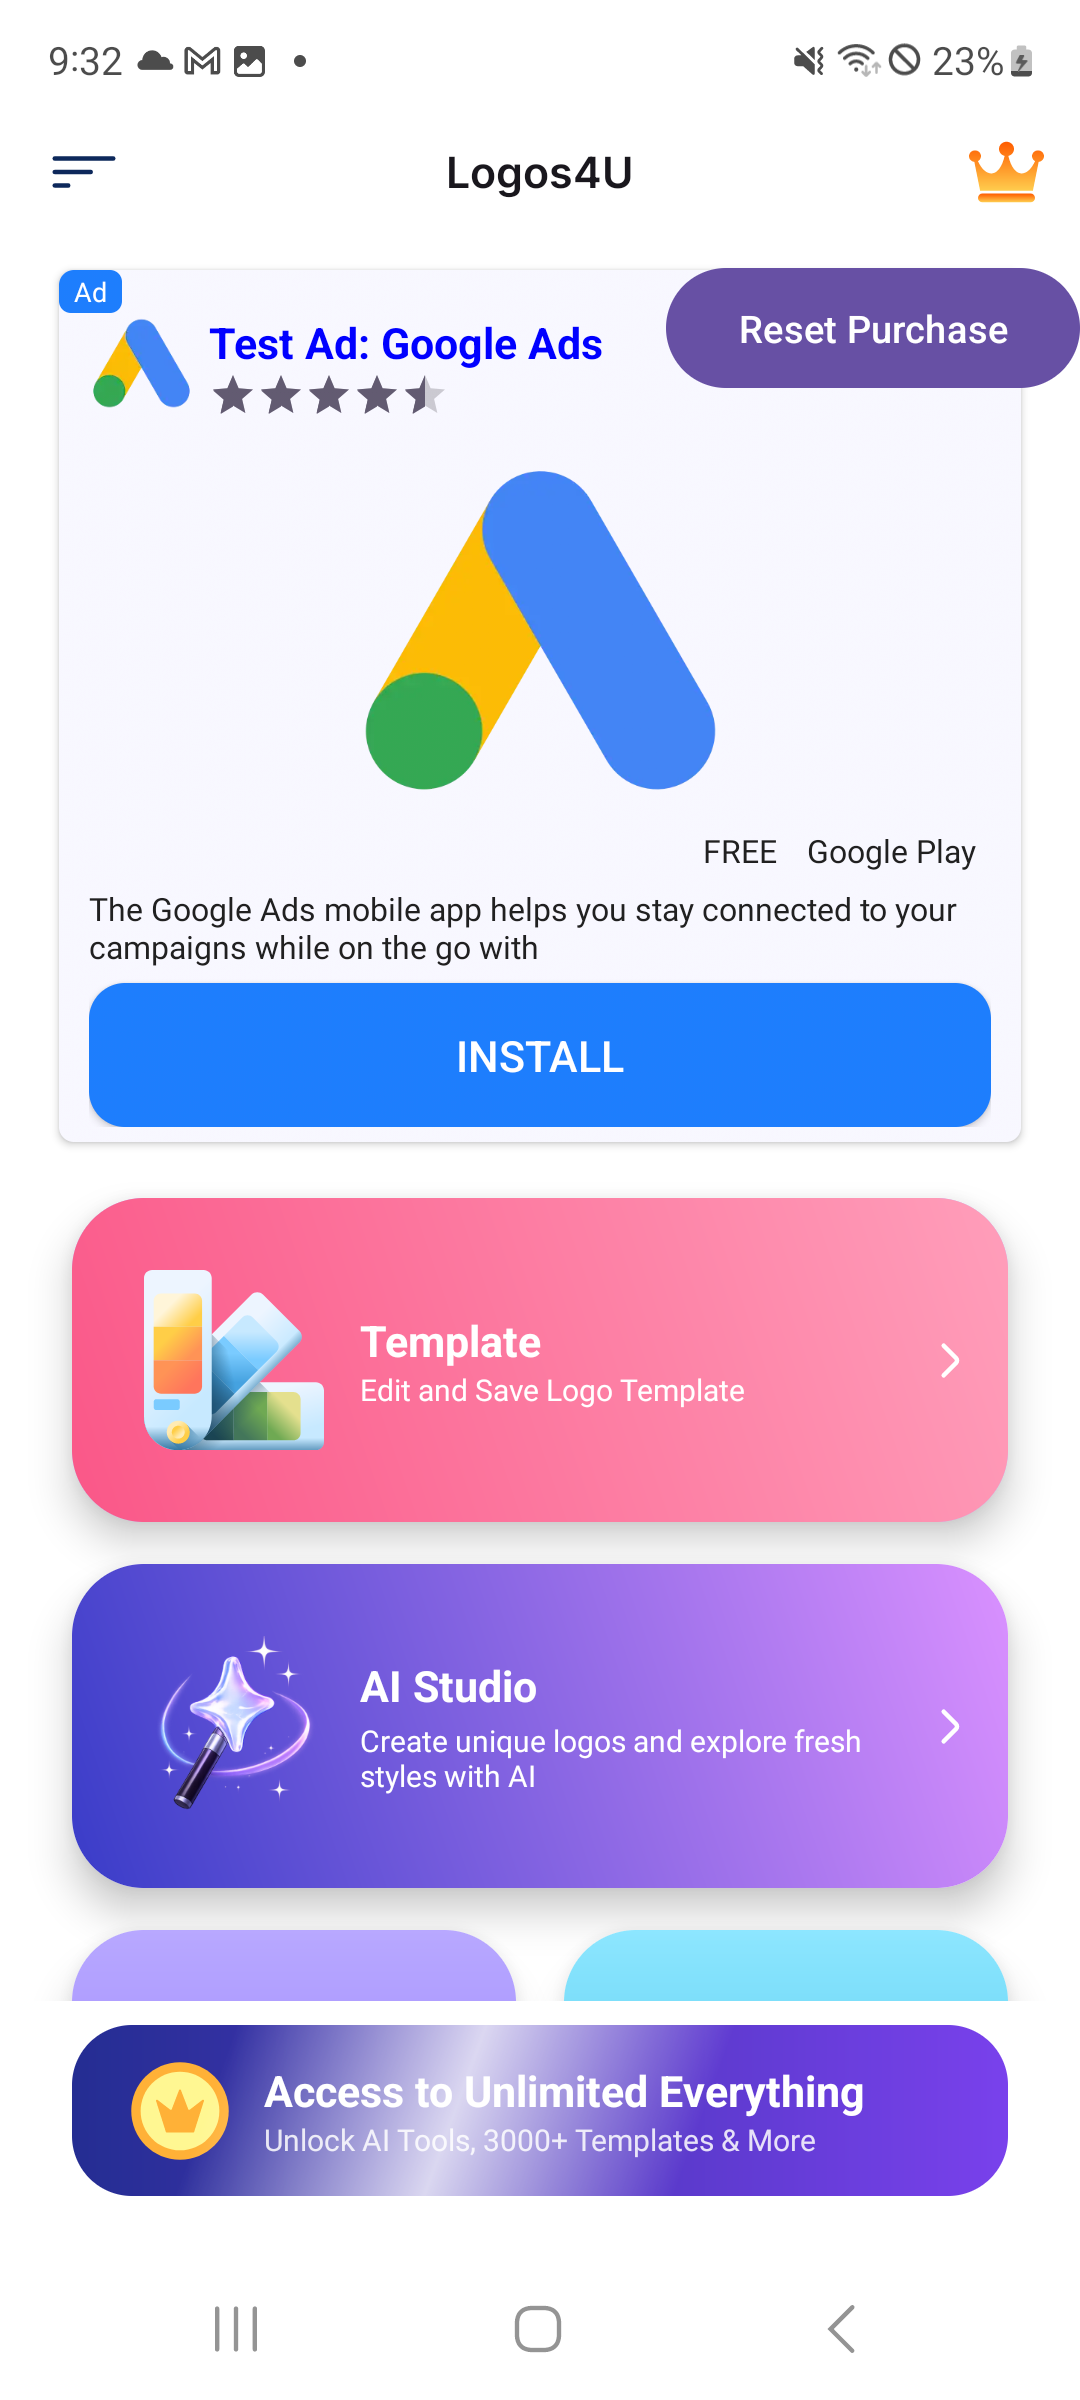 9:32
23%
Logos4U
Ad
Test Ad: Google Ads
Reset Purchase
FREE Google Play
The Google Ads mobile app helps you stay connected to your
campaigns while on the go with
INSTALL
Template
Edit and Save Logo Template
AI Studio
Create unique logos and explore fresh
styles with AI
Access to Unlimited Everything
Unlock AI Tools, 3000+ Templates & More